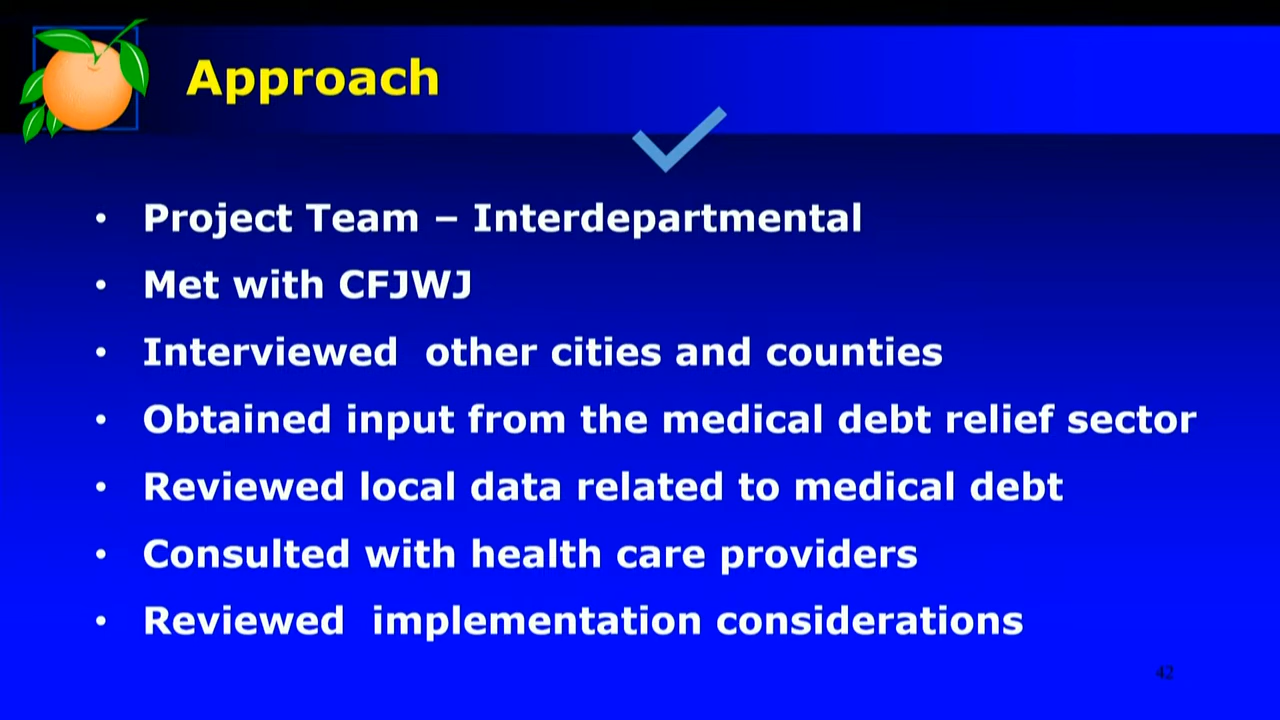 Approach
• Project Team – Interdepartmental
• Met with CFJWJ
• Interviewed  other cities and counties
• Obtained input from the medical debt relief sector
• Reviewed local data related to medical debt
• Consulted with health care providers
• Reviewed  implementation considerations
42